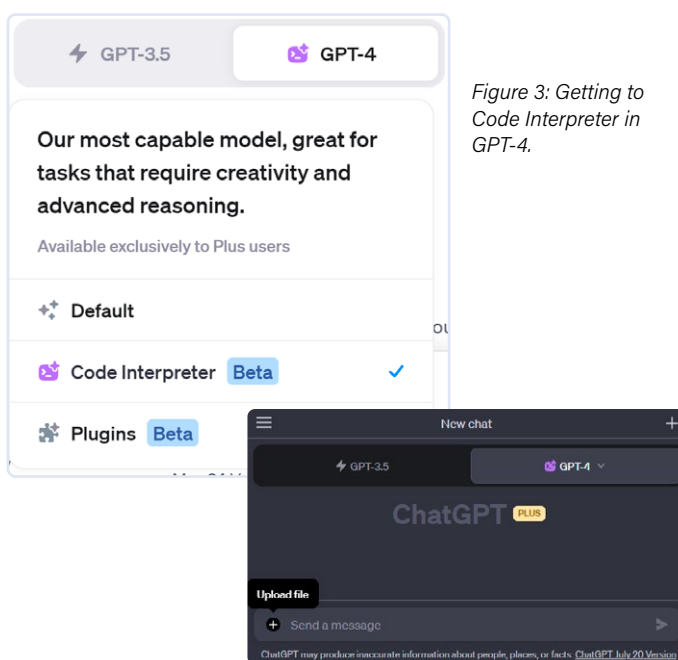 GPT-3.5
GPT-4
Figure 3: Getting to
Code Interpreter in
GPT-4.
Our most capable model, great for
tasks that require creativity and
advanced reasoning.
Available exclusively to Plus users
Default
Code Interpreter Beta
Plugins Beta
New chat
GPT-3.5
GPT-4
ChatGPT PLUS
Upload file
Send a message
ChatGPT may produce inaccurate information about people, places, or facts. ChatGPT July 20 Version